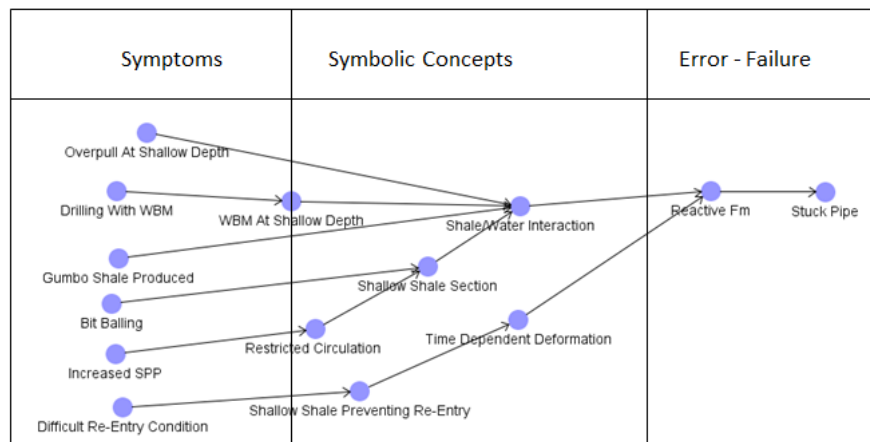 Symptoms
Symbolic Concepts
Error - Failure
Overpull At Shallow Depth
Drilling With WBM
WBM At Shallow Depth
Shale/Water Interaction
Reactive Fm
Stuck Pipe
Gumbo Shale Produced
Shallow Shale Section
Bit Balling
Restricted Circulation
Time Dependent Deformation
Increased SPP
Shallow Shale Preventing Re-Entry
Difficult Re-Entry Condition